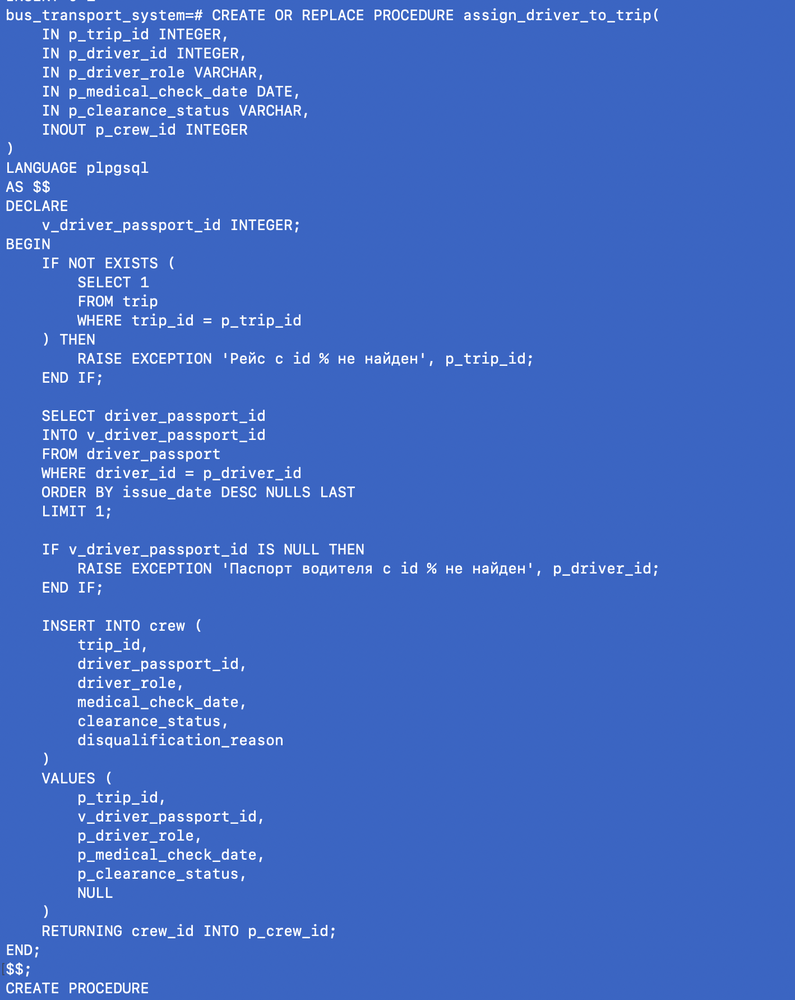 bus_transport_system=# CREATE OR REPLACE PROCEDURE assign_driver_to_trip(
    IN p_trip_id INTEGER,
    IN p_driver_id INTEGER,
    IN p_driver_role VARCHAR,
    IN p_medical_check_date DATE,
    IN p_clearance_status VARCHAR,
    INOUT p_crew_id INTEGER
)
LANGUAGE plpgsql
AS $$
DECLARE
    v_driver_passport_id INTEGER;
BEGIN
    IF NOT EXISTS (
        SELECT 1
        FROM trip
        WHERE trip_id = p_trip_id
    ) THEN
        RAISE EXCEPTION 'Рейс с id % не найден', p_trip_id;
    END IF;

    SELECT driver_passport_id
    INTO v_driver_passport_id
    FROM driver_passport
    WHERE driver_id = p_driver_id
    ORDER BY issue_date DESC NULLS LAST
    LIMIT 1;

    IF v_driver_passport_id IS NULL THEN
        RAISE EXCEPTION 'Паспорт водителя с id % не найден', p_driver_id;
    END IF;

    INSERT INTO crew (
        trip_id,
        driver_passport_id,
        driver_role,
        medical_check_date,
        clearance_status,
        disqualification_reason
    )
    VALUES (
        p_trip_id,
        v_driver_passport_id,
        p_driver_role,
        p_medical_check_date,
        p_clearance_status,
        NULL
    )
    RETURNING crew_id INTO p_crew_id;
END;
$$;
CREATE PROCEDURE